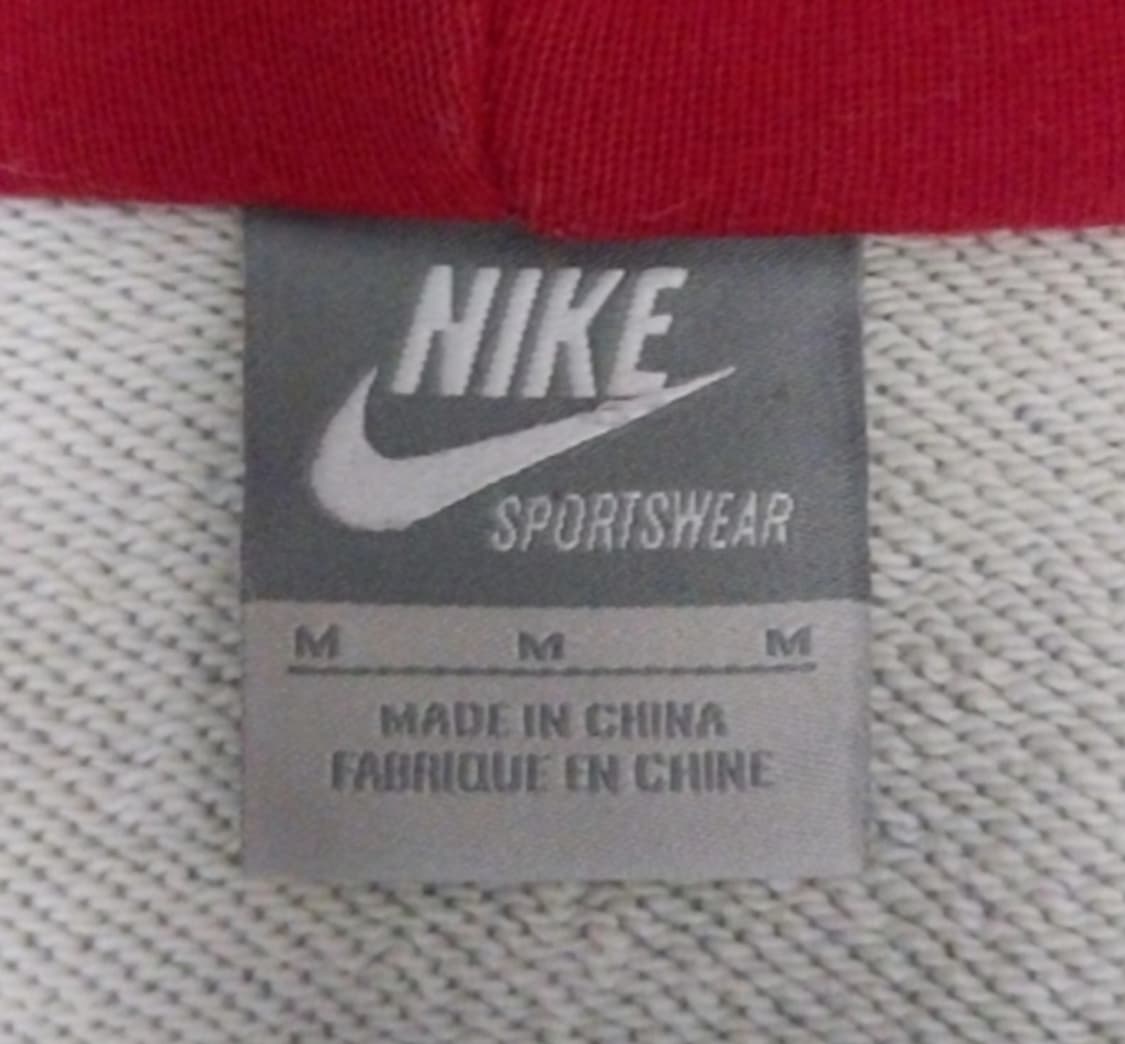 NIKE
SPORTSWEAR
M M M
MADE IN CHINA
FABRIQUE EN CHINE